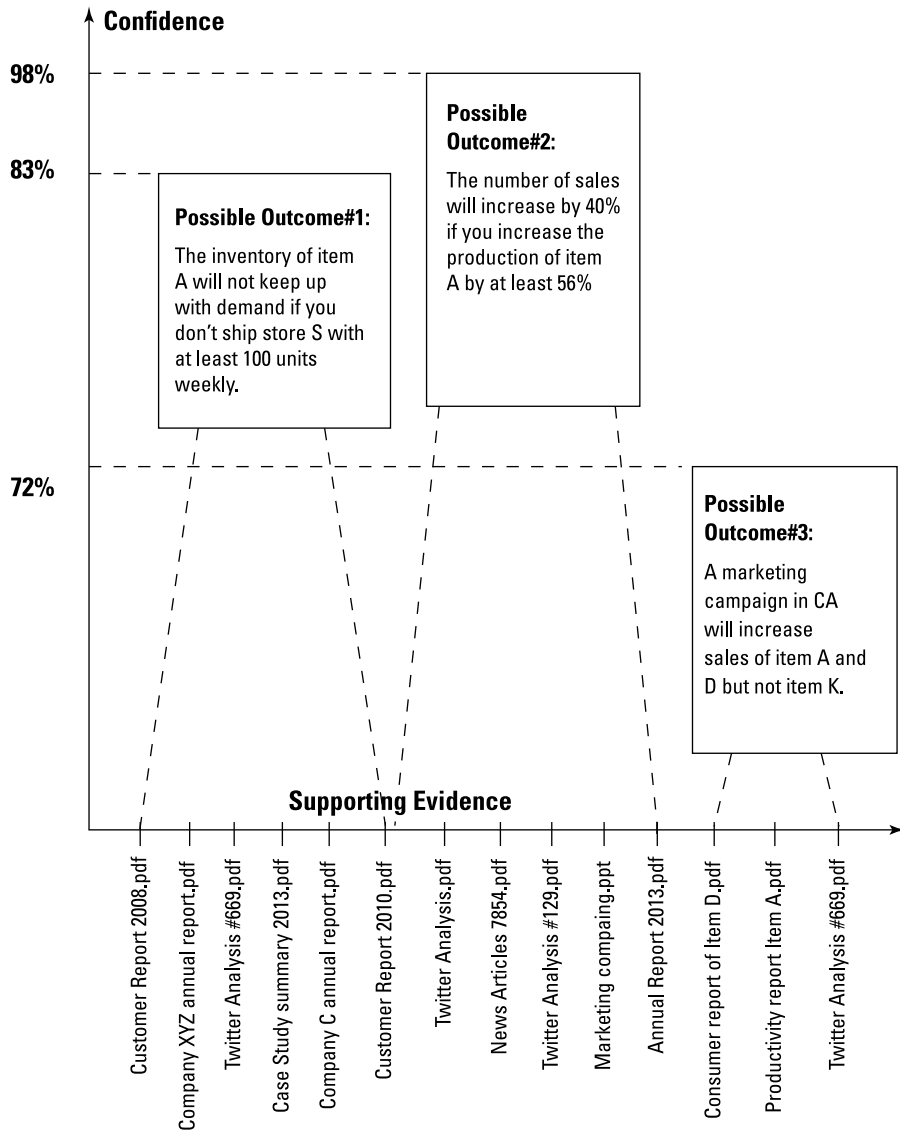 Confidence
98%
83%
72%
Possible Outcome#1:
The inventory of item
A will not keep up
with demand if you
don't ship store S with
at least 100 units
weekly.
Possible
Outcome#2:
The number of sales
will increase by 40%
if you increase the
production of item
A by at least 56%
Possible
Outcome#3:
A marketing
campaign in CA
will increase
sales of item A and
D but not item K.
Supporting Evidence
Customer Report 2008.pdf
Company XYZ annual report.pdf
Twitter Analysis #669.pdf
Case Study summary 2013.pdf
Company C annual report.pdf
Customer Report 2010.pdf
Twitter Analysis.pdf
News Articles 7854.pdf
Twitter Analysis #129.pdf
Marketing compaing.ppt
Annual Report 2013.pdf
Consumer report of Item D.pdf
Productivity report Item A.pdf
Twitter Analysis #669.pdf